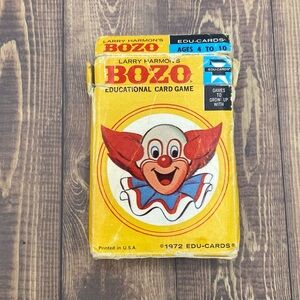 LARRY HARMON'S
BOZO
EDU-CARDS
AGES 4 TO 10
LARRY HARMON'S
BOZO
EDUCATIONAL CARD GAME
EDU-CARDS
GAMES
TO
GROW UP
WITH
Printed in U.S.A.
©1972 EDU-CARDS®